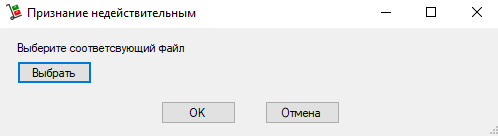 Признание недействительным
Выберите соответсвующий файл
Выбрать
OK
Отмена